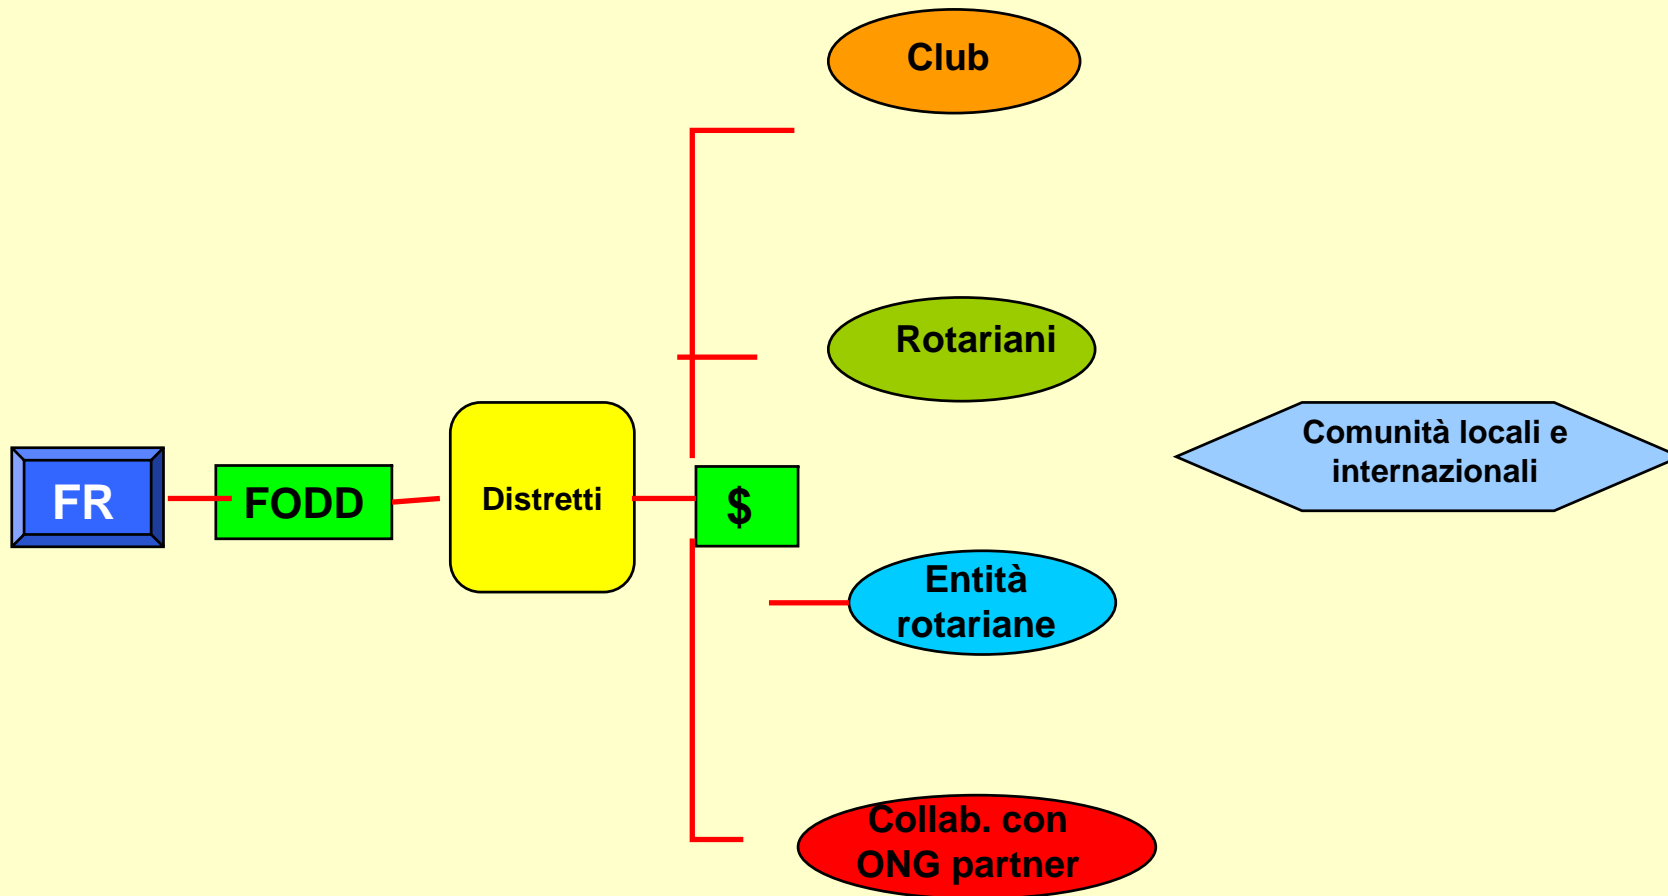 FR
FODD
Distretti
$
Club
Rotariani
Entità
rotariane
Collab. con
ONG partner
Comunità locali e
internazionali